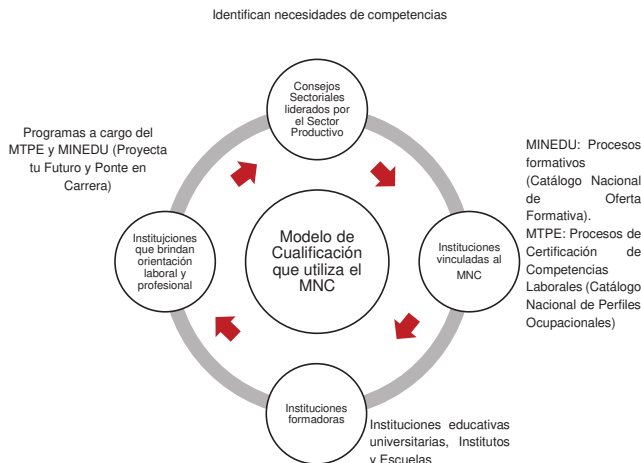 Identifican necesidades de competencias
Consejos
Sectoriales
liderados por
el Sector
Productivo
Programas a cargo del
MTPE y MINEDU (Proyecta
tu Futuro y Ponte en
Carrera)
MINEDU: Procesos
formativos
(Catálogo Nacional
de Oferta
Formativa).
MTPE: Procesos de
Certificación de
Competencias
Laborales (Catálogo
Nacional de Perfiles
Ocupacionales)
Institujciones
que brindan
orientación
laboral y
profesional
Modelo de
Cualificación
que utiliza el
MNC
Instituciones
vinculadas al
MNC
Instituciones
formadoras
Instituciones educativas
universitarias, Institutos
y Escuelas